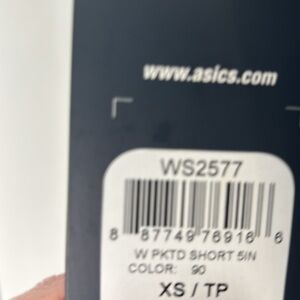 www.asics.com
WS2577
8 87749 76916 6
W PKTD SHORT 5IN
COLOR: 90
XS / TP